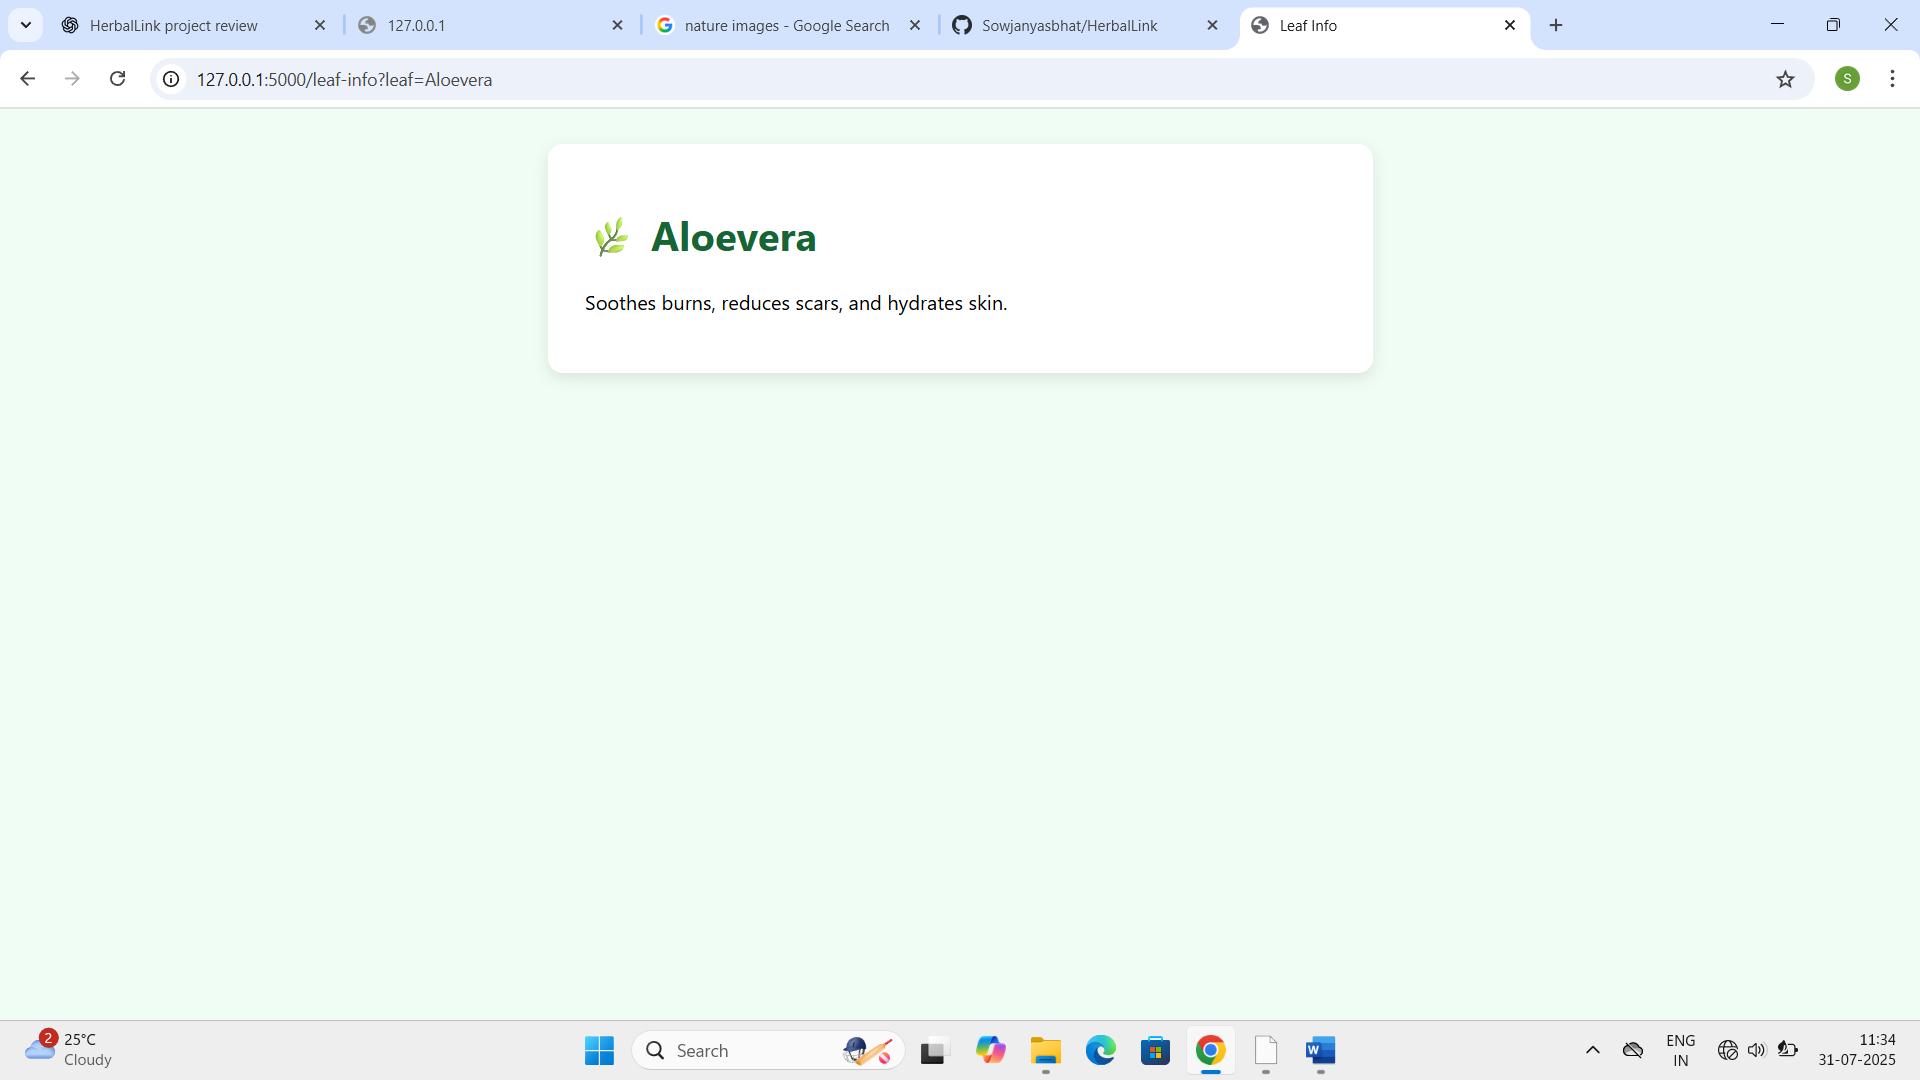 HerbalLink project review
127.0.0.1
nature images - Google Search
Sowjanyasbhat/HerbalLink
Leaf Info
127.0.0.1:5000/leaf-info?leaf=Aloevera
S
Aloevera
Soothes burns, reduces scars, and hydrates skin.
2
25°C
Cloudy
Search
W
ENG
IN
11:34
31-07-2025